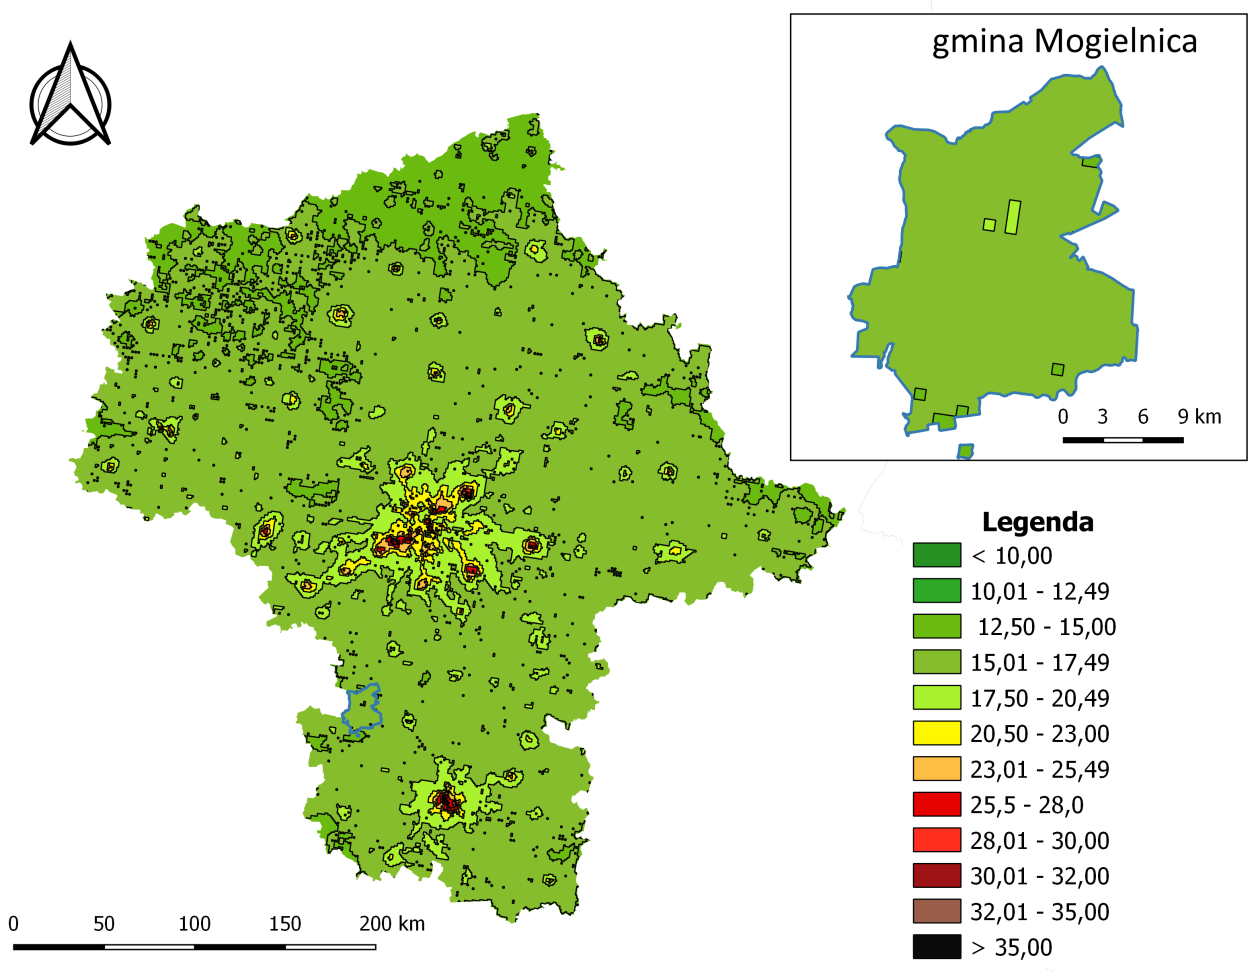 gmina Mogielnica
0 3 6 9 km
Legenda
< 10,00
10,01 - 12,49
12,50 - 15,00
15,01 - 17,49
17,50 - 20,49
20,50 - 23,00
23,01 - 25,49
25,5 - 28,0
28,01 - 30,00
30,01 - 32,00
32,01 - 35,00
> 35,00
0 50 100 150 200 km